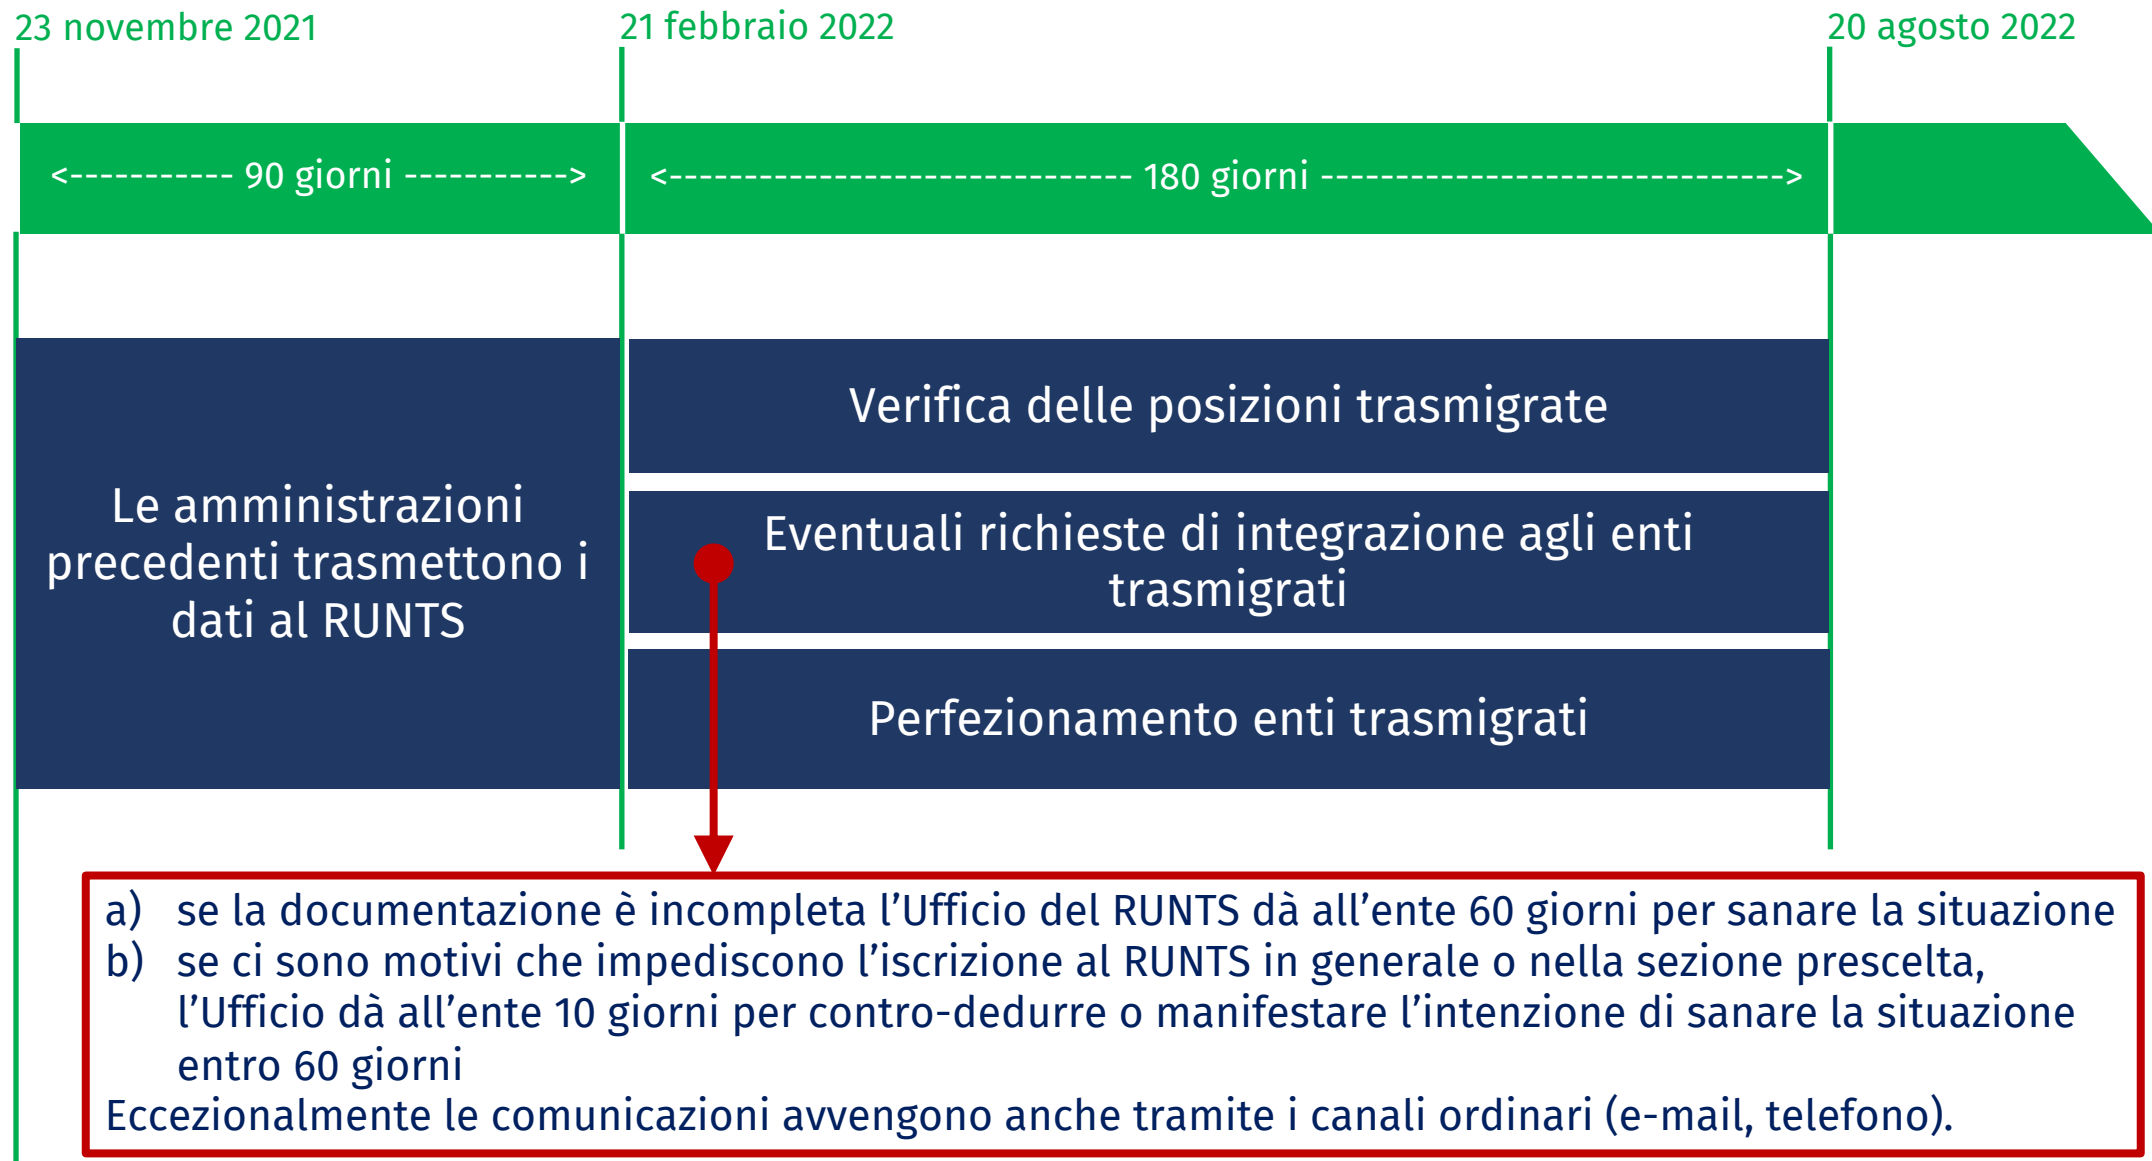 23 novembre 2021
21 febbraio 2022
20 agosto 2022
<----------- 90 giorni ----------->
<------------------------------- 180 giorni ------------------------------->
Le amministrazioni
precedenti trasmettono i
dati al RUNTS
Verifica delle posizioni trasmigrate
Eventuali richieste di integrazione agli enti
trasmigrati
Perfezionamento enti trasmigrati
a) se la documentazione è incompleta l’Ufficio del RUNTS dà all’ente 60 giorni per sanare la situazione
b) se ci sono motivi che impediscono l’iscrizione al RUNTS in generale o nella sezione prescelta,
l’Ufficio dà all’ente 10 giorni per contro-dedurre o manifestare l’intenzione di sanare la situazione
entro 60 giorni
Eccezionalmente le comunicazioni avvengono anche tramite i canali ordinari (e-mail, telefono).